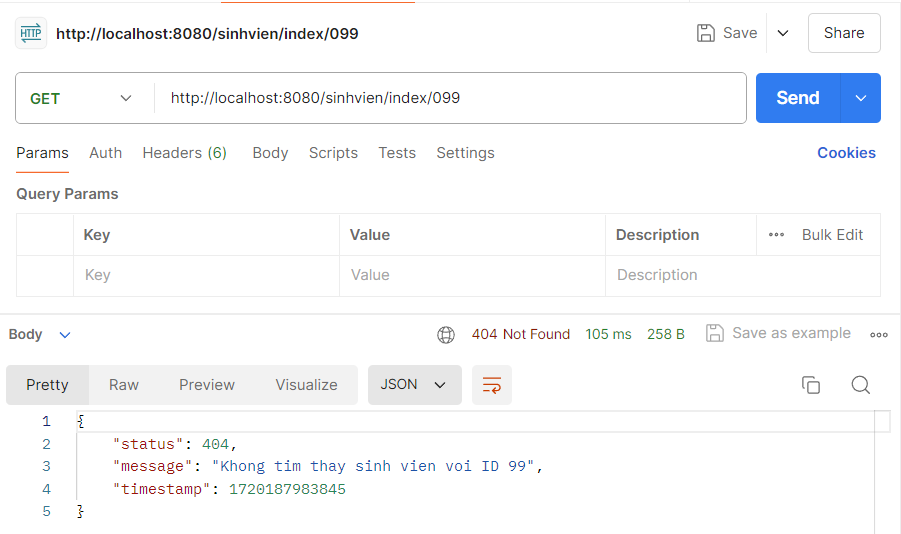 HTTP http://localhost:8080/sinhvien/index/099 Save Share
GET http://localhost:8080/sinhvien/index/099 Send
Params Auth Headers (6) Body Scripts Tests Settings Cookies
Query Params
Key Value Description ••• Bulk Edit
Key Value Description
Body 404 Not Found 105 ms 258 B Save as example
Pretty Raw Preview Visualize JSON
1 {
2 "status": 404,
3 "message": "Khong tim thay sinh vien voi ID 99",
4 "timestamp": 1720187983845
5 }